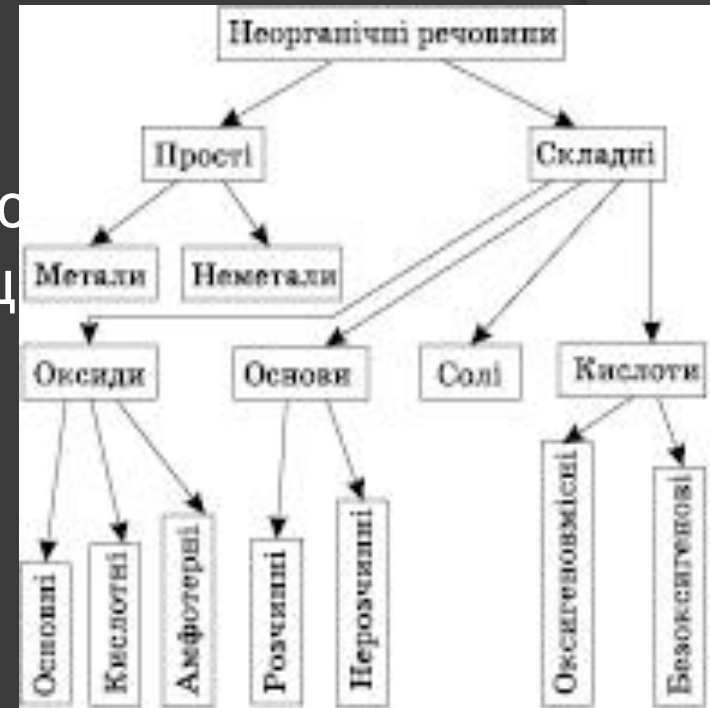 Неорганічні речовини
Прості
Складні
Метали
Неметали
Оксиди
Основи
Солі
Кислоти
Основні
Кислотні
Амфотерні
Розчинні
Нерозчинні
Оксигеновмісні
Безоксигенові